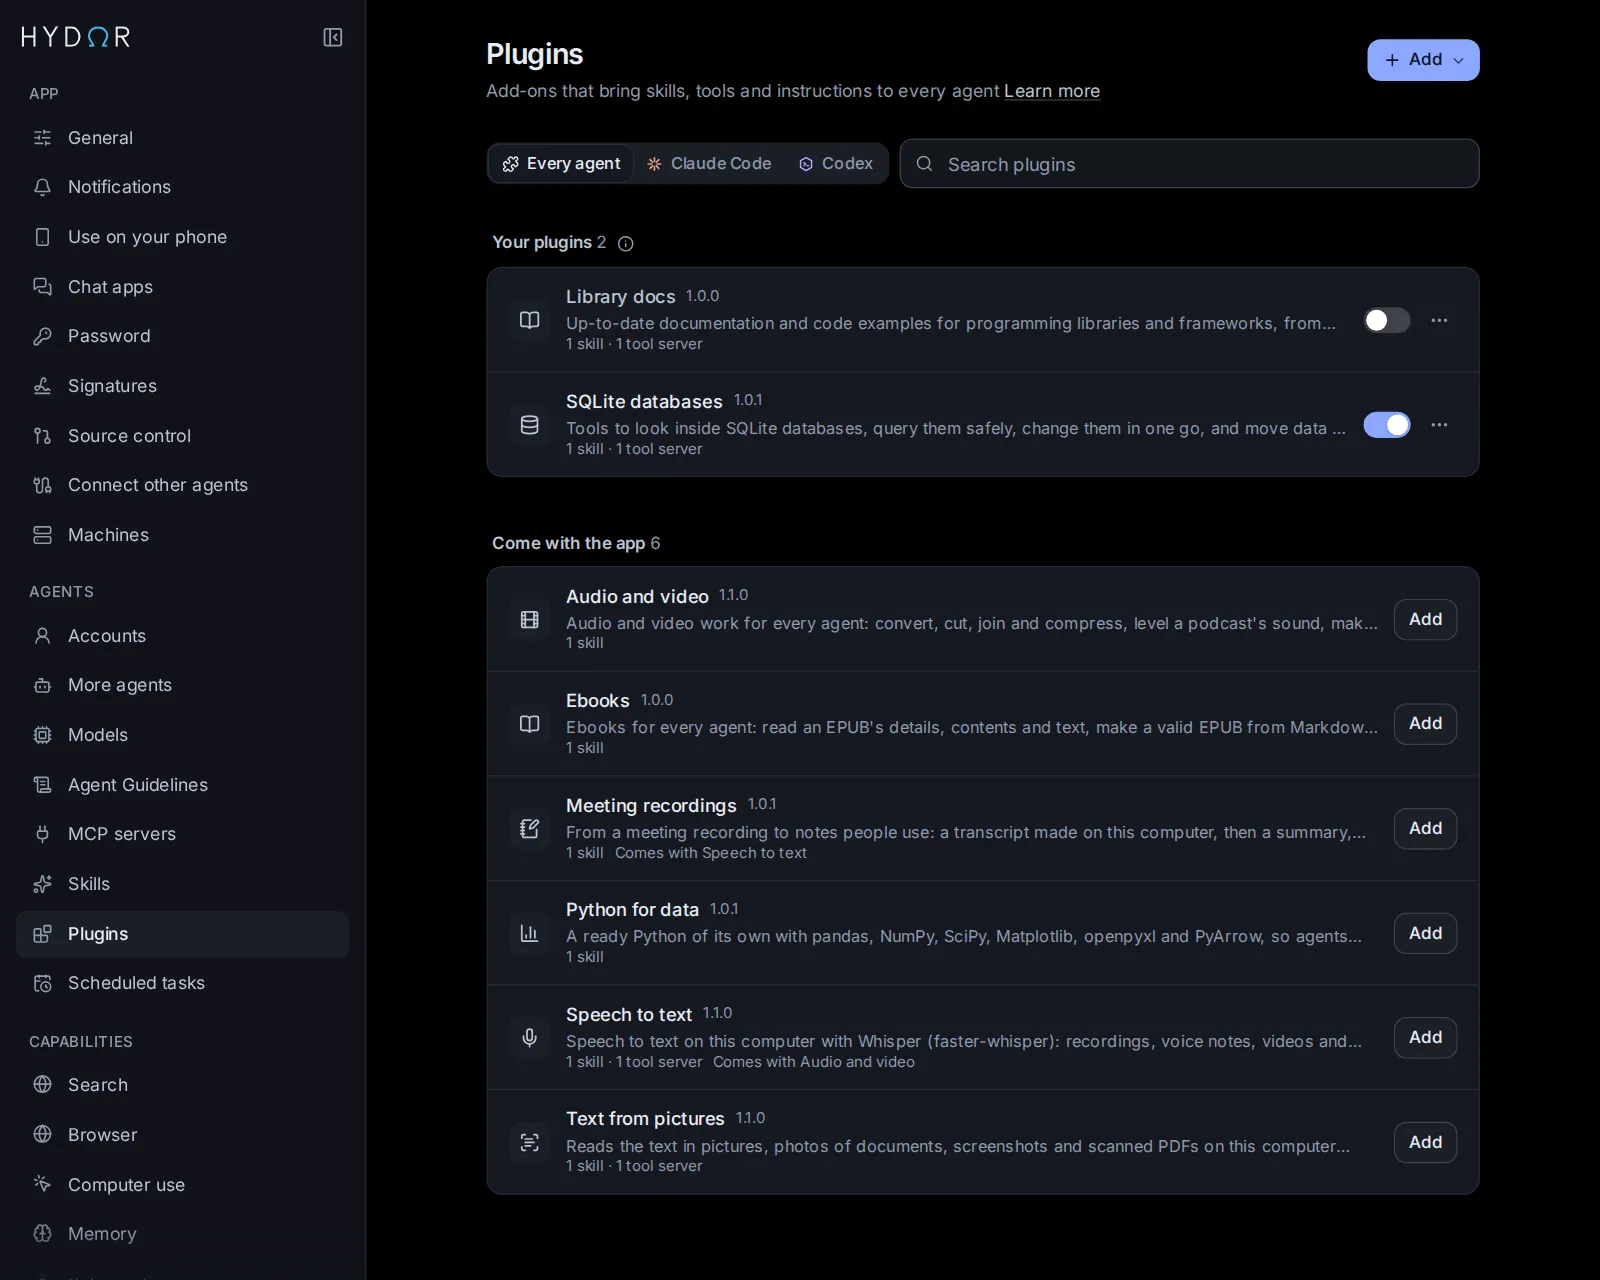 HYDΩR
APP
General
Notifications
Use on your phone
Chat apps
Password
Signatures
Source control
Connect other agents
Machines
AGENTS
Accounts
More agents
Models
Agent Guidelines
MCP servers
Skills
Plugins
Scheduled tasks
CAPABILITIES
Search
Browser
Computer use
Memory
Plugins
Add
Add-ons that bring skills, tools and instructions to every agent Learn more
Every agent
Claude Code
Codex
Search plugins
Your plugins 2
Library docs 1.0.0
Up-to-date documentation and code examples for programming libraries and frameworks, from...
1 skill · 1 tool server
SQLite databases 1.0.1
Tools to look inside SQLite databases, query them safely, change them in one go, and move data ...
1 skill · 1 tool server
Come with the app 6
Audio and video 1.1.0
Audio and video work for every agent: convert, cut, join and compress, level a podcast's sound, mak...
1 skill
Add
Ebooks 1.0.0
Ebooks for every agent: read an EPUB's details, contents and text, make a valid EPUB from Markdow...
1 skill
Add
Meeting recordings 1.0.1
From a meeting recording to notes people use: a transcript made on this computer, then a summary,...
1 skill Comes with Speech to text
Add
Python for data 1.0.1
A ready Python of its own with pandas, NumPy, SciPy, Matplotlib, openpyxl and PyArrow, so agents...
1 skill
Add
Speech to text 1.1.0
Speech to text on this computer with Whisper (faster-whisper): recordings, voice notes, videos and...
1 skill · 1 tool server Comes with Audio and video
Add
Text from pictures 1.1.0
Reads the text in pictures, photos of documents, screenshots and scanned PDFs on this computer...
1 skill · 1 tool server
Add